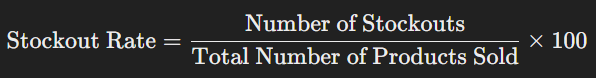 Number of Stockouts
Stockout Rate = ——— × 100
Total Number of Products Sold